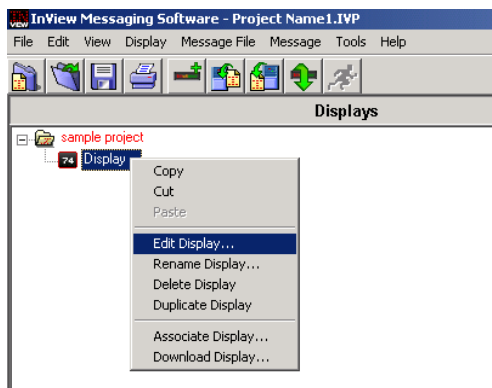 InView Messaging Software - Project Name1.IVP
File Edit View Display Message File Message Tools Help
Displays
sample project
74 Display
Copy
Cut
Paste
Edit Display...
Rename Display...
Delete Display
Duplicate Display
Associate Display...
Download Display...